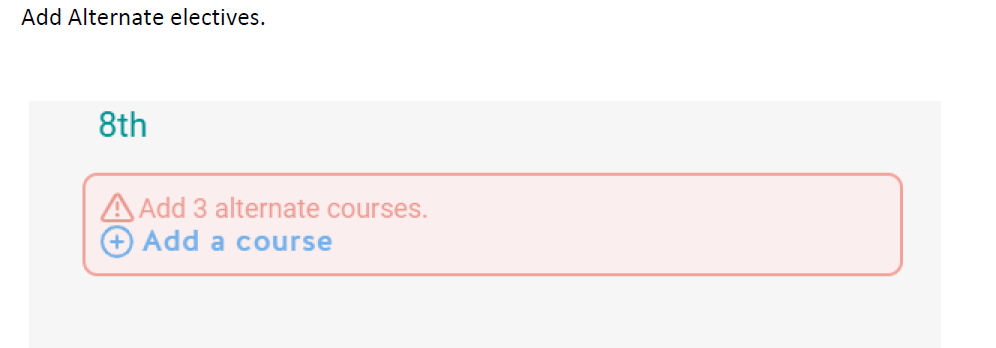 Add Alternate electives.
8th
Add 3 alternate courses.
Add a course